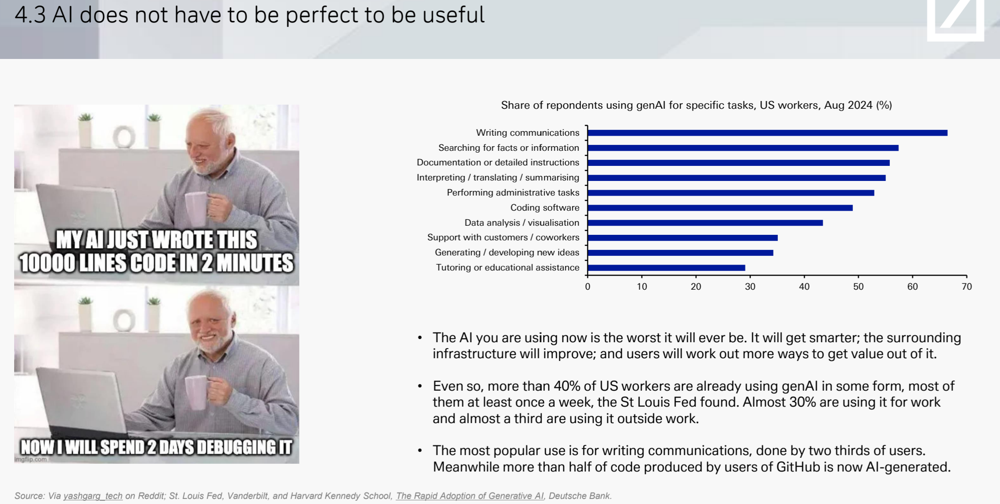 4.3 AI does not have to be perfect to be useful
MY AI JUST WROTE THIS
10000 LINES CODE IN 2 MINUTES
NOW I WILL SPEND 2 DAYS DEBUGGING IT
imgflip.com
Share of repondents using genAI for specific tasks, US workers, Aug 2024 (%)
Writing communications
Searching for facts or information
Documentation or detailed instructions
Interpreting / translating / summarising
Performing administrative tasks
Coding software
Data analysis / visualisation
Support with customers / coworkers
Generating / developing new ideas
Tutoring or educational assistance
0 10 20 30 40 50 60 70
• The AI you are using now is the worst it will ever be. It will get smarter; the surrounding
infrastructure will improve; and users will work out more ways to get value out of it.
• Even so, more than 40% of US workers are already using genAI in some form, most of
them at least once a week, the St Louis Fed found. Almost 30% are using it for work
and almost a third are using it outside work.
• The most popular use is for writing communications, done by two thirds of users.
Meanwhile more than half of code produced by users of GitHub is now AI-generated.
Source: Via yashgarg_tech on Reddit; St. Louis Fed, Vanderbilt, and Harvard Kennedy School, The Rapid Adoption of Generative AI, Deutsche Bank.